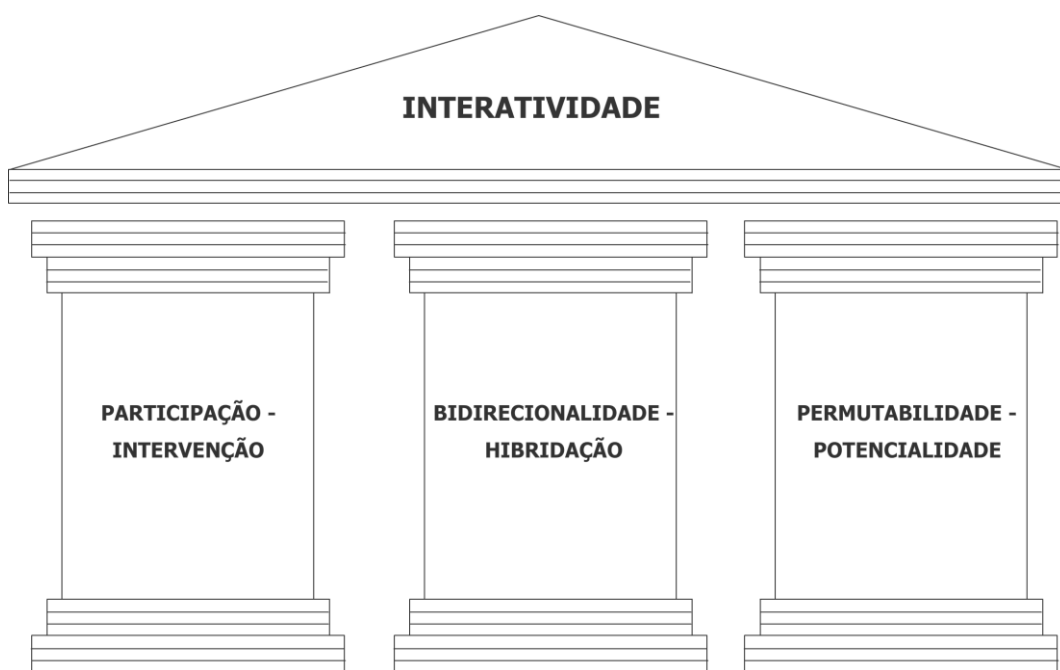 INTERATIVIDADE
PARTICIPAÇÃO -
INTERVENÇÃO
BIDIRECIONALIDADE -
HIBRIDAÇÃO
PERMUTABILIDADE -
POTENCIALIDADE